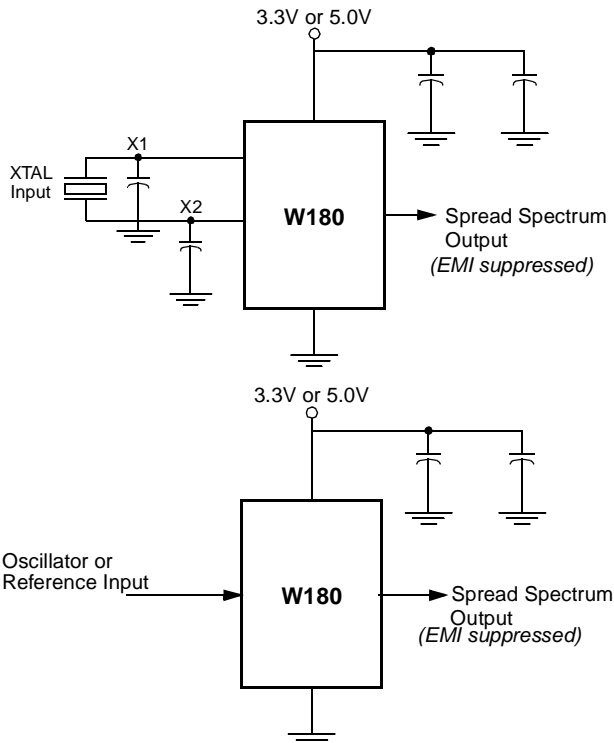 3.3V or 5.0V
X1
XTAL
Input
X2
W180
Spread Spectrum
Output
(EMI suppressed)
3.3V or 5.0V
Oscillator or
Reference Input
W180
Spread Spectrum
Output
(EMI suppressed)